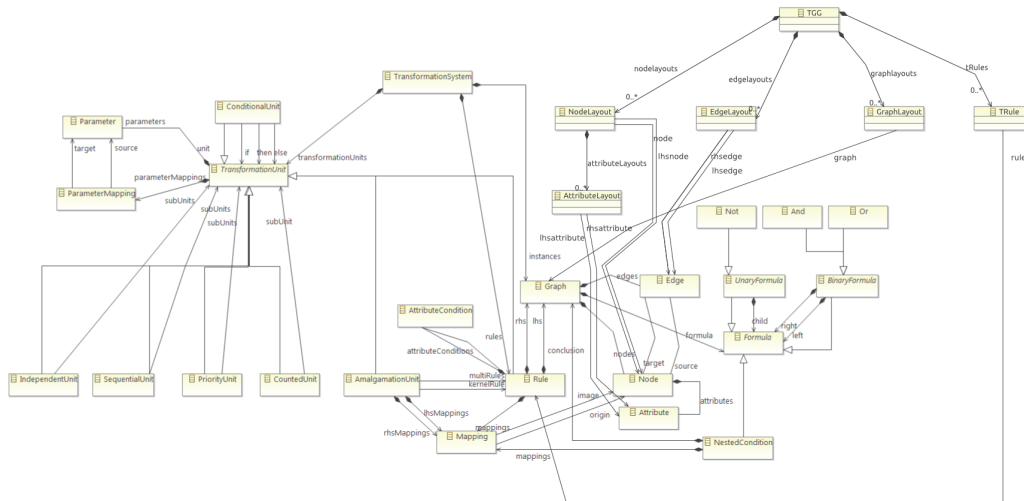 TGG
nodelayouts
edgelayouts
graphlayouts
tRules
0..*
0..*
0..*
0..*
TransformationSystem
NodeLayout
EdgeLayout
GraphLayout
TRule
ConditionalUnit
Parameter
parameters
target
source
unit
if
then
else
transformationUnits
TransformationUnit
ParameterMapping
parameterMappings
subUnits
subUnits
subUnits
subUnit
node
lhsnode
rhsedge
lhsedge
graph
rule
attributeLayouts
0..*
AttributeLayout
lhsattribute
rhsattribute
Not
And
Or
instances
Graph
edges
Edge
UnaryFormula
BinaryFormula
child
right
left
Formula
formula
AttributeCondition
attributeConditions
rules
rhs
lhs
conclusion
nodes
target
source
IndependentUnit
SequentialUnit
PriorityUnit
CountedUnit
AmalgamationUnit
multiRules
kernelRule
Rule
Node
image
origin
attributes
Attribute
lhsMappings
rhsMappings
mappings
Mapping
mappings
NestedCondition